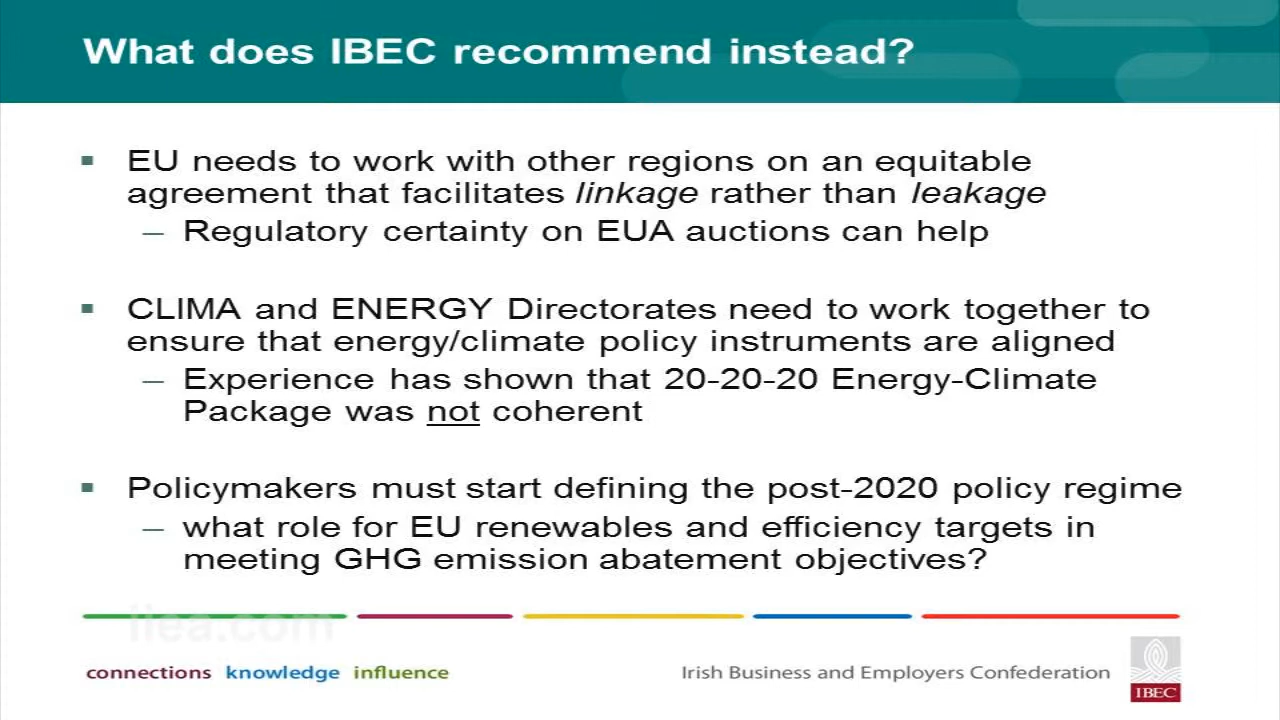 What does IBEC recommend instead?
▪ EU needs to work with other regions on an equitable
agreement that facilitates linkage rather than leakage
– Regulatory certainty on EUA auctions can help
▪ CLIMA and ENERGY Directorates need to work together to
ensure that energy/climate policy instruments are aligned
– Experience has shown that 20-20-20 Energy-Climate
Package was not coherent
▪ Policymakers must start defining the post-2020 policy regime
– what role for EU renewables and efficiency targets in
meeting GHG emission abatement objectives?
iiea.com
connections knowledge influence
Irish Business and Employers Confederation
IBEC